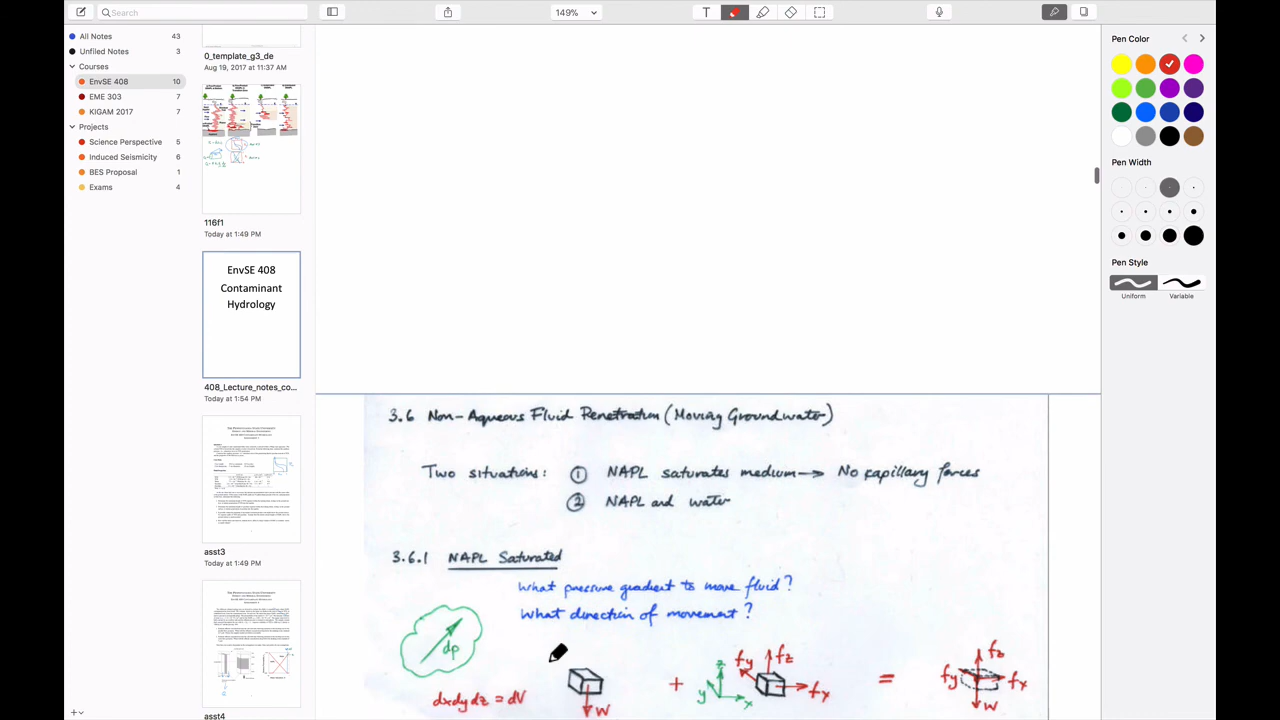 Search
149%
T
All Notes 43
Unfiled Notes 3
Courses
EnvSE 408 10
EME 303 7
KIGAM 2017 7
Projects
Science Perspective 5
Induced Seismicity 6
BES Proposal 1
Exams 4
0_template_g3_de
Aug 19, 2017 at 11:37 AM
116f1
Today at 1:49 PM
EnvSE 408
Contaminant
Hydrology
408_Lecture_notes_co...
Today at 1:54 PM
asst3
Today at 1:49 PM
asst4
3.6 Non-Aqueous Fluid Penetration (Moving Groundwater)
Two situations: ① NAPL saturates medium → No capillary forces
② NAPL and water
3.6.1 NAPL Saturated
What pressure gradient to move fluid?
What direction of movement?
dp
dxdydz = dV
W
+
z
y
x
fy
fz
fx
=
fy
fz
fx
W
Pen Color
Pen Width
Pen Style
Uniform
Variable